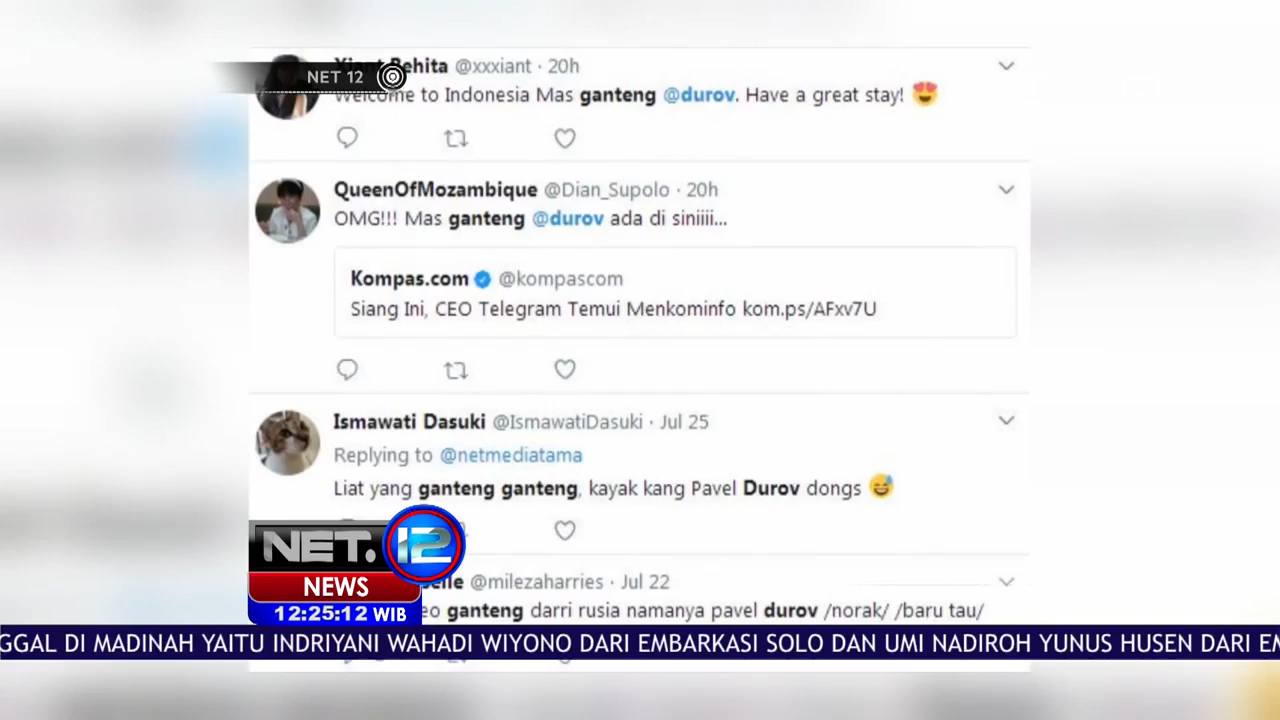 Xiant Rehita @xxxiant · 20h
NET 12
Welcome to Indonesia Mas ganteng @durov. Have a great stay! 😍
QueenOfMozambique @Dian_Supolo · 20h
OMG!!! Mas ganteng @durov ada di siniiii...
Kompas.com @kompascom
Siang Ini, CEO Telegram Temui Menkominfo kom.ps/AFxv7U
Ismawati Dasuki @IsmawatiDasuki · Jul 25
Replying to @netmediatama
Liat yang ganteng ganteng, kayak kang Pavel Durov dongs 😅
NET. 12
NEWS
12:25:12 WIB
elle @milezaharries · Jul 22
eo ganteng darri rusia namanya pavel durov /norak/ /baru tau/
GGAL DI MADINAH YAITU INDRIYANI WAHADI WIYONO DARI EMBARKASI SOLO DAN UMI NADIROH YUNUS HUSEN DARI EM